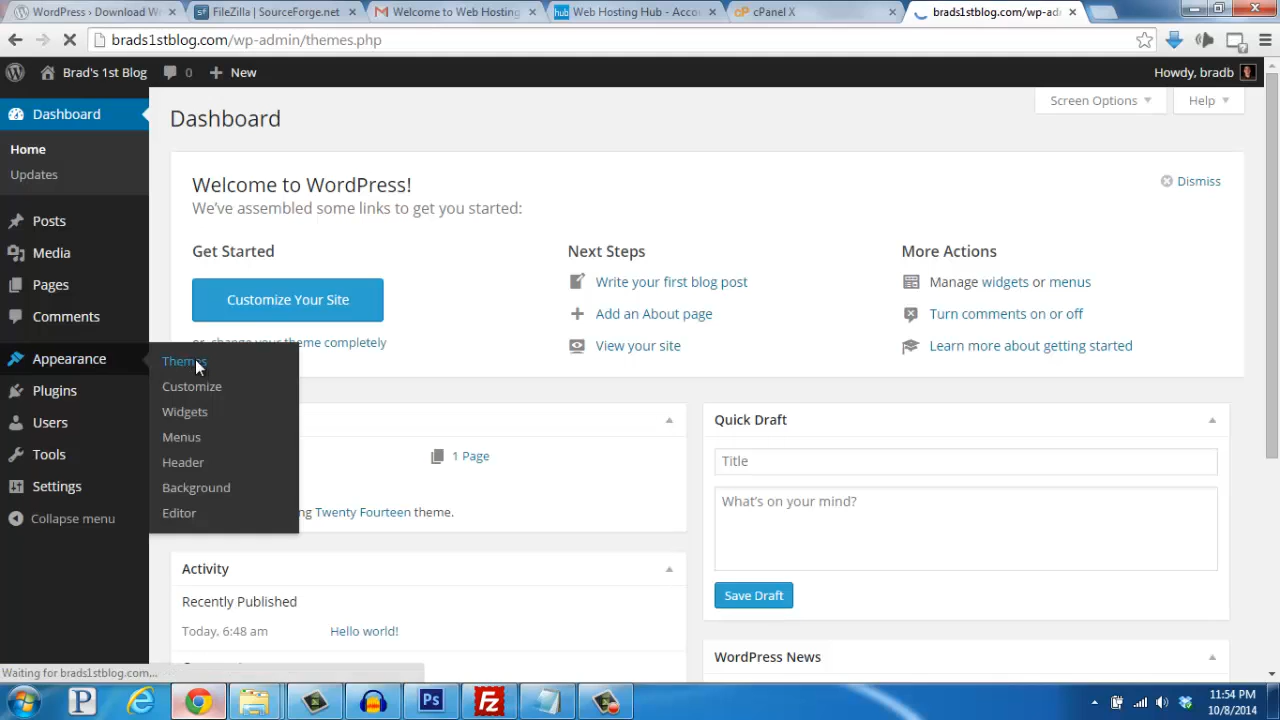 WordPress › Download Wo
FileZilla | SourceForge.net
Welcome to Web Hosting
Web Hosting Hub - Acco
cPanel X
brads1stblog.com/wp-ad
brads1stblog.com/wp-admin/themes.php
Brad's 1st Blog
0
New
Howdy, bradb
Dashboard
Home
Updates
Posts
Media
Pages
Comments
Appearance
Plugins
Users
Tools
Settings
Collapse menu
Themes
Customize
Widgets
Menus
Header
Background
Editor
Screen Options
Help
Dashboard
Welcome to WordPress!
We've assembled some links to get you started:
Dismiss
Get Started
Customize Your Site
or, change your theme completely
Next Steps
Write your first blog post
Add an About page
View your site
More Actions
Manage widgets or menus
Turn comments on or off
Learn more about getting started
1 Page
ng Twenty Fourteen theme.
Activity
Recently Published
Today, 6:48 am
Hello world!
Quick Draft
Title
What's on your mind?
Save Draft
WordPress News
Waiting for brads1stblog.com...
11:54 PM
10/8/2014